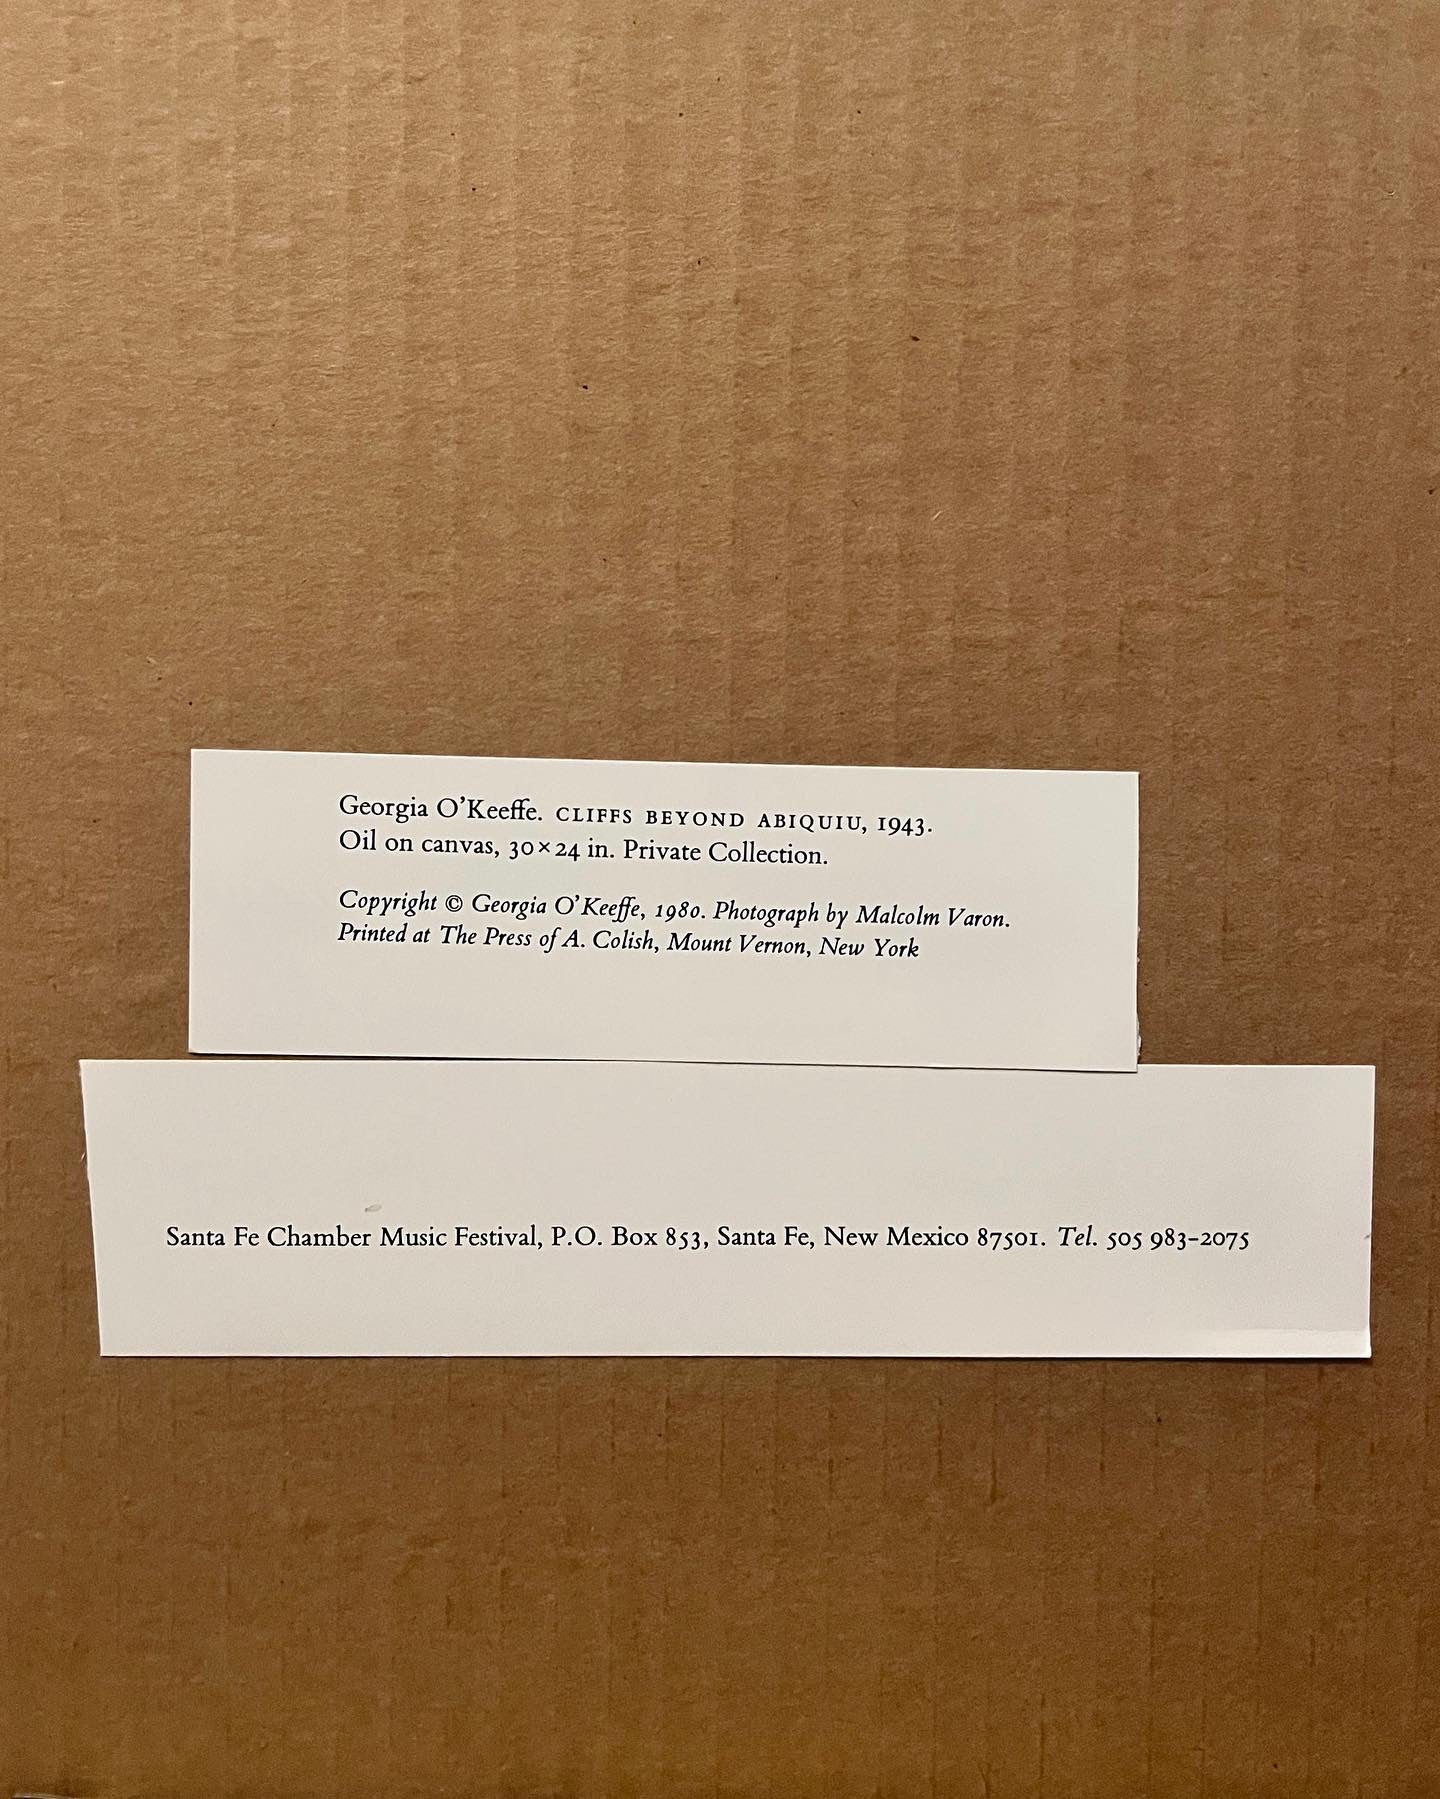 Georgia O’Keeffe. CLIFFS BEYOND ABIQUIU, 1943.
Oil on canvas, 30×24 in. Private Collection.
Copyright © Georgia O’Keeffe, 1980. Photograph by Malcolm Varon.
Printed at The Press of A. Colish, Mount Vernon, New York
Santa Fe Chamber Music Festival, P.O. Box 853, Santa Fe, New Mexico 87501. Tel. 505 983–2075